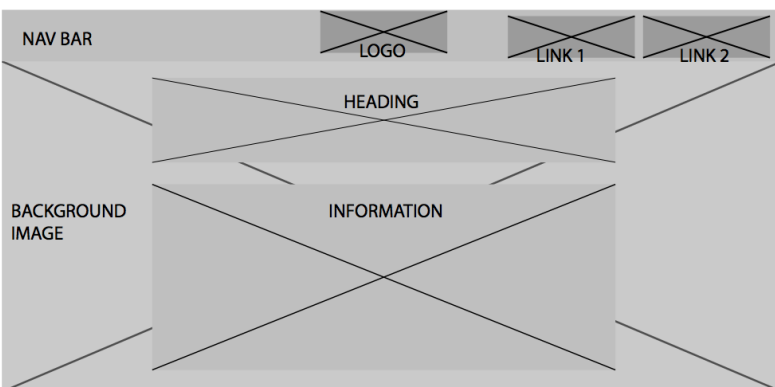 NAV BAR
LOGO
LINK 1
LINK 2
HEADING
BACKGROUND
IMAGE
INFORMATION